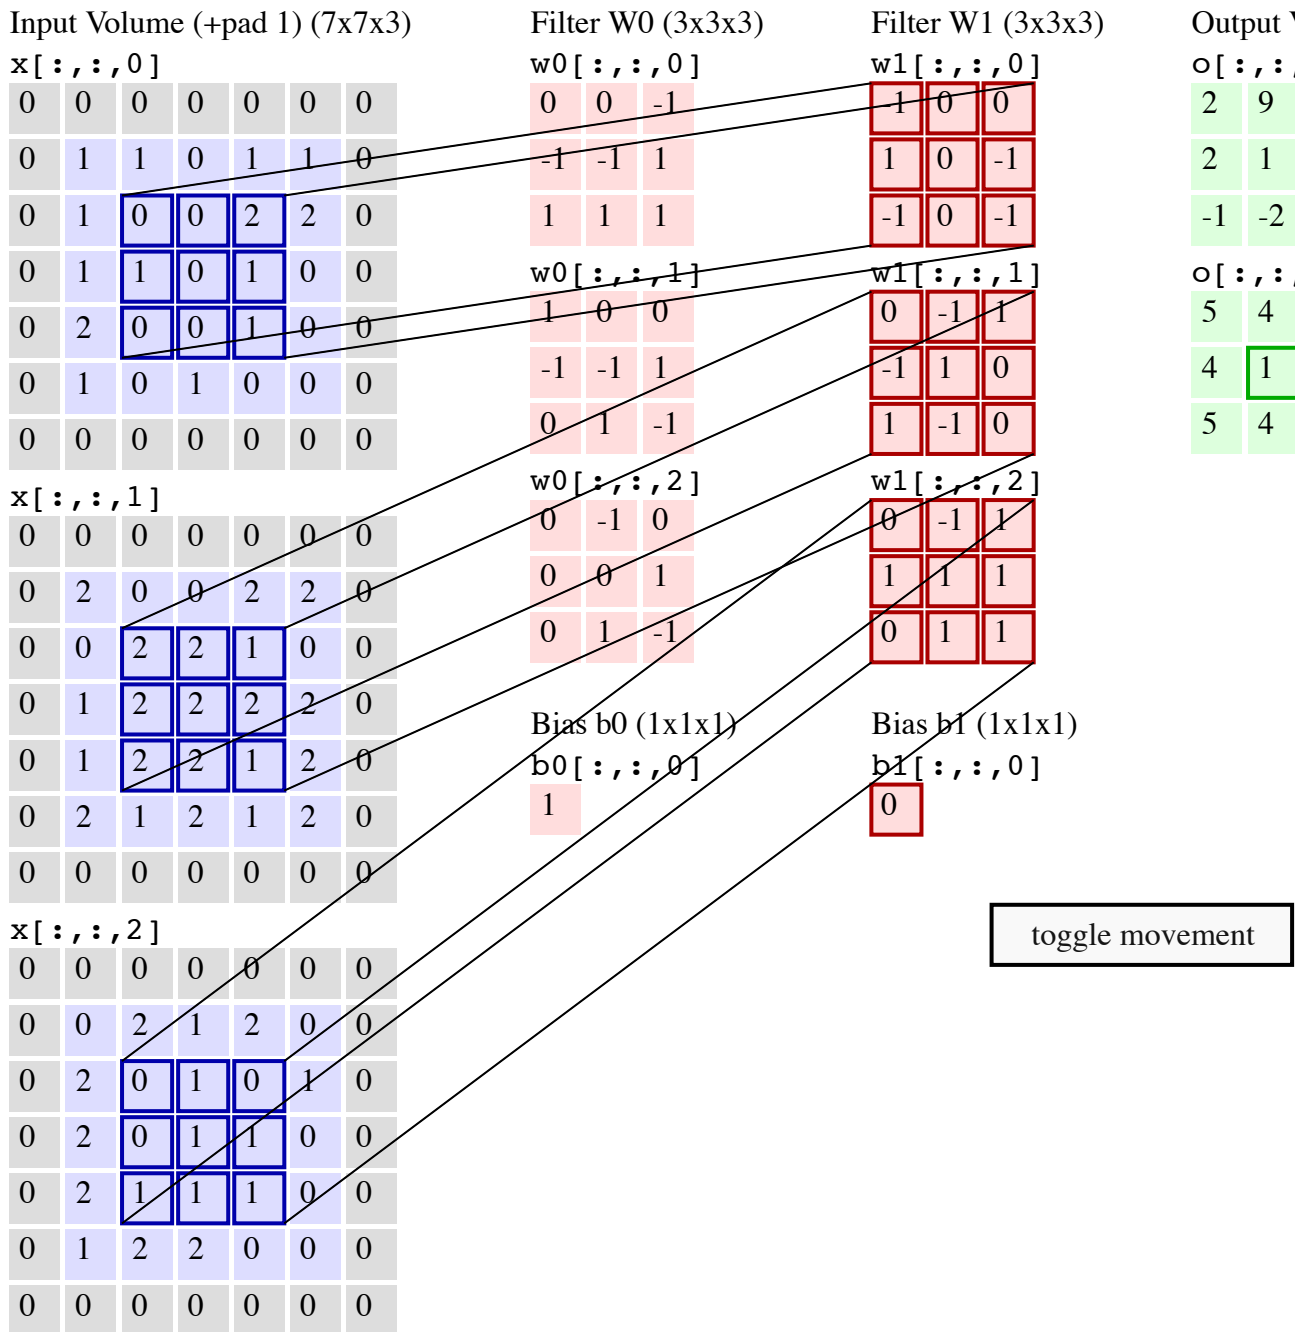 Input Volume (+pad 1) (7x7x3)
x[:,:,0]
0 0 0 0 0 0 0
0 1 1 0 1 1 0
0 1 0 0 2 2 0
0 1 1 0 1 0 0
0 2 0 0 1 0 0
0 1 0 1 0 0 0
0 0 0 0 0 0 0
x[:,:,1]
0 0 0 0 0 0 0
0 2 0 0 2 2 0
0 0 2 2 1 0 0
0 1 2 2 2 2 0
0 1 2 2 1 2 0
0 2 1 2 1 2 0
0 0 0 0 0 0 0
x[:,:,2]
0 0 0 0 0 0 0
0 0 2 1 2 0 0
0 2 0 1 0 1 0
0 2 0 1 1 0 0
0 2 1 1 1 0 0
0 1 2 2 0 0 0
0 0 0 0 0 0 0
Filter W0 (3x3x3)
w0[:,:,0]
0 0 -1
-1 -1 1
1 1 1
w0[:,:,1]
1 0 0
-1 -1 1
0 1 -1
w0[:,:,2]
0 -1 0
0 0 1
0 1 -1
Bias b0 (1x1x1)
b0[:,:,0]
1
Filter W1 (3x3x3)
w1[:,:,0]
-1 0 0
1 0 -1
-1 0 -1
w1[:,:,1]
0 -1 1
-1 1 0
1 -1 0
w1[:,:,2]
0 -1 1
1 1 1
0 1 1
Bias b1 (1x1x1)
b1[:,:,0]
0
Output
o[:,:,
2 9
2 1
-1 -2
o[:,:,
5 4
4 1
5 4
toggle movement